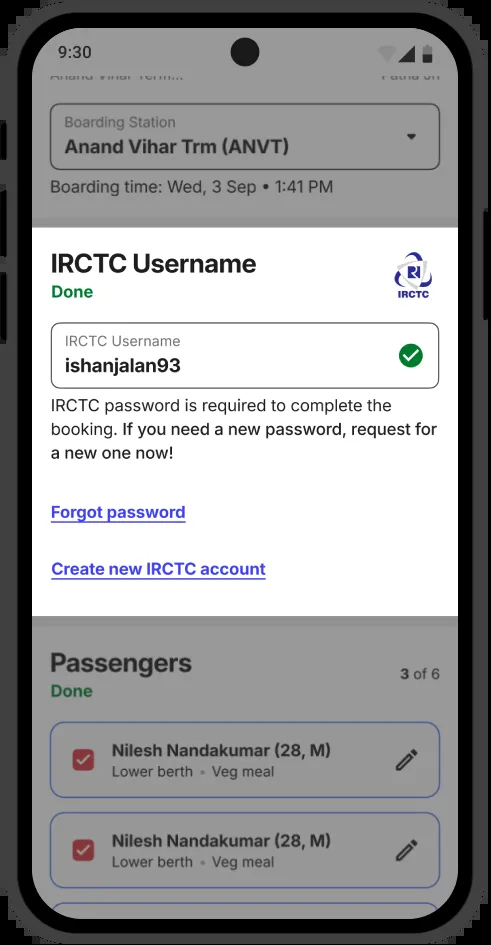 9:30
Anand Vihar Term...
Patna Jn
Boarding Station
Anand Vihar Trm (ANVT)
Boarding time: Wed, 3 Sep • 1:41 PM
IRCTC Username
Done
IRCTC
IRCTC Username
ishanjalan93
IRCTC password is required to complete the
booking. If you need a new password, request for
a new one now!
Forgot password
Create new IRCTC account
Passengers
3 of 6
Done
Nilesh Nandakumar (28, M)
Lower berth • Veg meal
Nilesh Nandakumar (28, M)
Lower berth • Veg meal